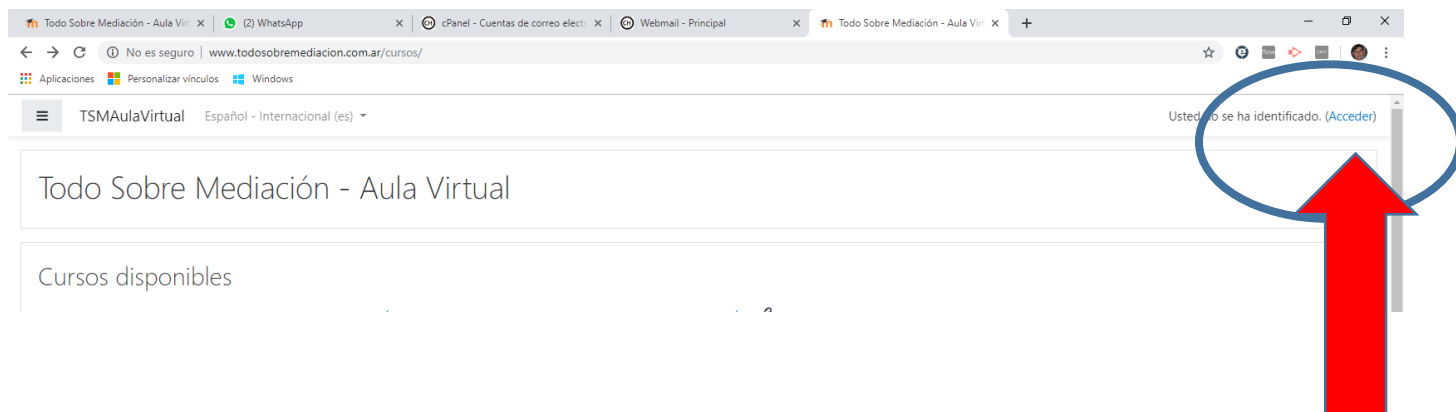 Todo Sobre Mediación - Aula Virt
(2) WhatsApp
cPanel - Cuentas de correo electr
Webmail - Principal
Todo Sobre Mediación - Aula Virt
No es seguro | www.todosobremediacion.com.ar/cursos/
Aplicaciones Personalizar vínculos Windows
TSMAulaVirtual Español - Internacional (es)
Usted no se ha identificado. (Acceder)
Todo Sobre Mediación - Aula Virtual
Cursos disponibles